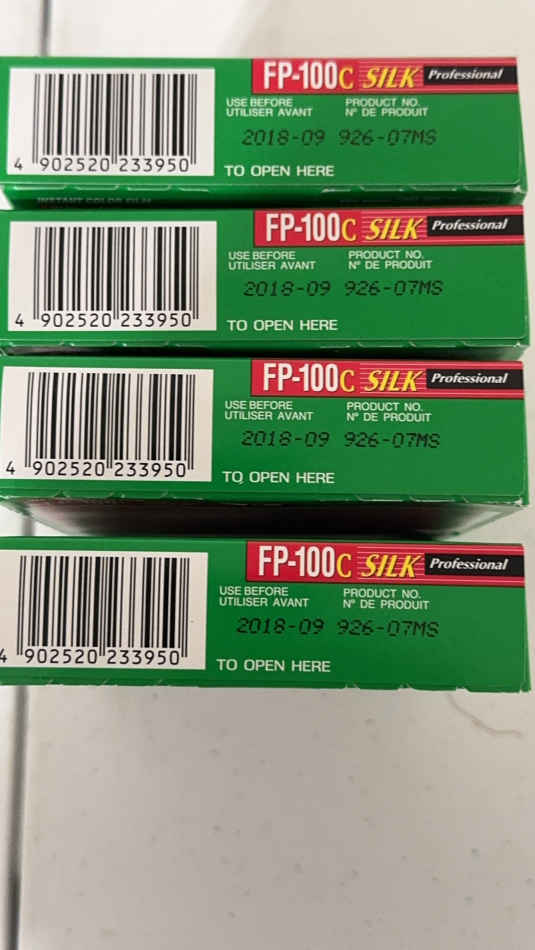 FP-100C SILK Professional
USE BEFORE PRODUCT NO.
UTILISER AVANT Nº DE PRODUIT
2018-09 926-07MS
4 902520 233950
TO OPEN HERE
INSTANT COLOR FILM
FP-100C SILK Professional
USE BEFORE PRODUCT NO.
UTILISER AVANT Nº DE PRODUIT
2018-09 926-07MS
4 902520 233950
TO OPEN HERE
FP-100C SILK Professional
USE BEFORE PRODUCT NO.
UTILISER AVANT Nº DE PRODUIT
2018-09 926-07MS
4 902520 233950
TO OPEN HERE
FP-100C SILK Professional
USE BEFORE PRODUCT NO.
UTILISER AVANT Nº DE PRODUIT
2018-09 926-07MS
4 902520 233950
TO OPEN HERE